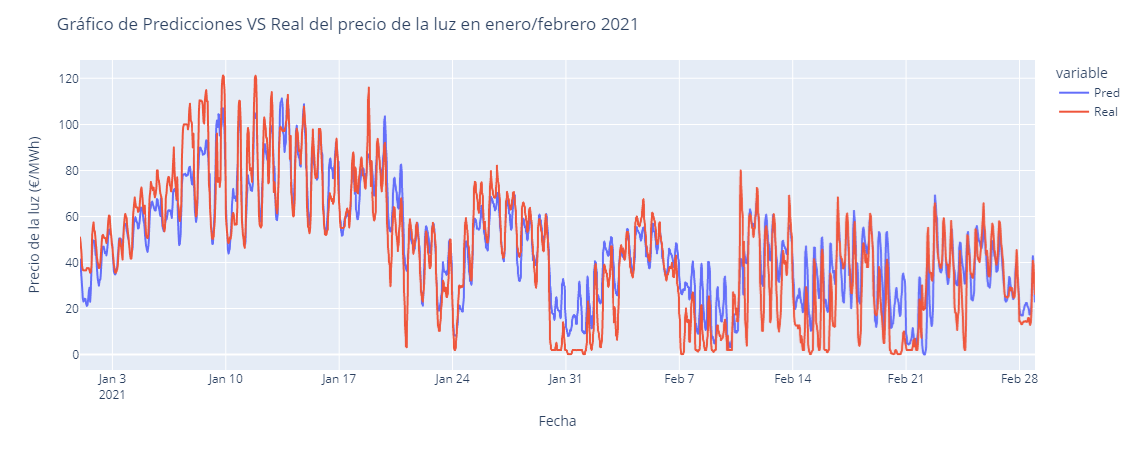 Gráfico de Predicciones VS Real del precio de la luz en enero/febrero 2021
variable
Pred
Real
Precio de la luz (€/MWh)
120
100
80
60
40
20
0
Jan 3 Jan 10 Jan 17 Jan 24 Jan 31 Feb 7 Feb 14 Feb 21 Feb 28
2021
Fecha